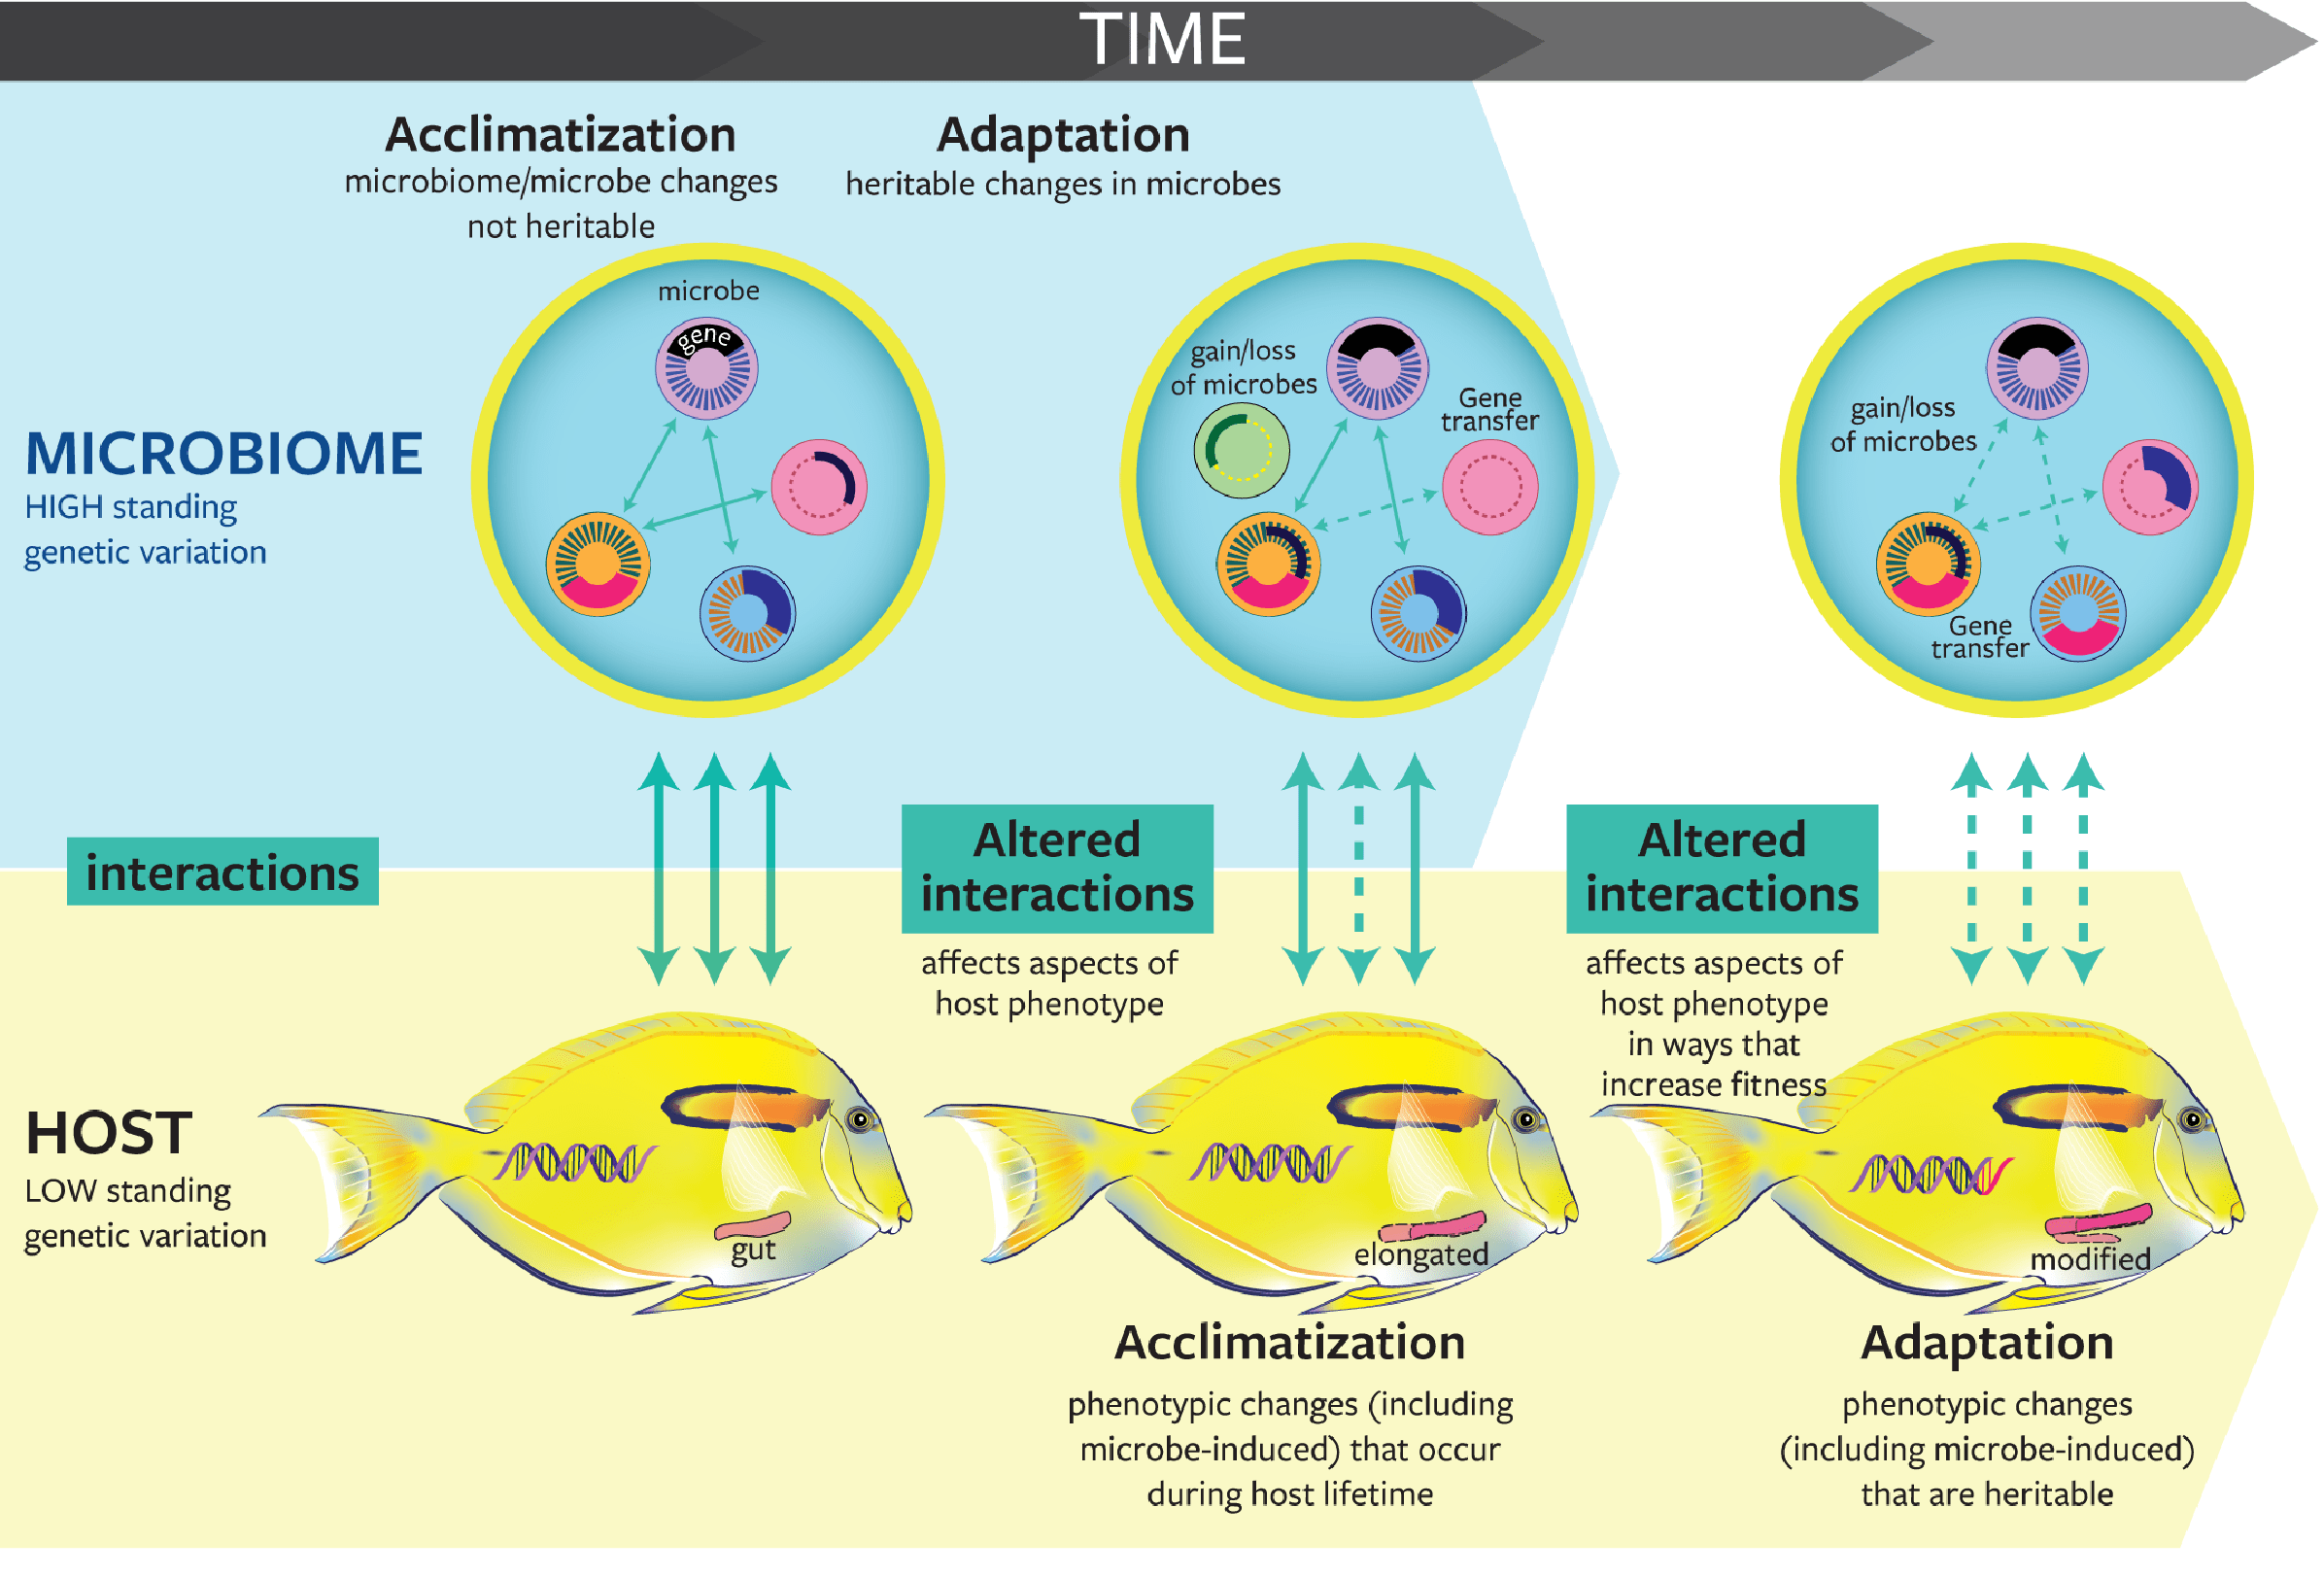 TIME
Acclimatization
microbiome/microbe changes
not heritable
Adaptation
heritable changes in microbes
MICROBIOME
HIGH standing
genetic variation
microbe
gene
gain/loss
of microbes
Gene
transfer
gain/loss
of microbes
Gene
transfer
interactions
Altered
interactions
affects aspects of
host phenotype
Altered
interactions
affects aspects of
host phenotype
in ways that
increase fitness
HOST
LOW standing
genetic variation
gut
elongated
modified
Acclimatization
phenotypic changes (including
microbe-induced) that occur
during host lifetime
Adaptation
phenotypic changes
(including microbe-induced)
that are heritable